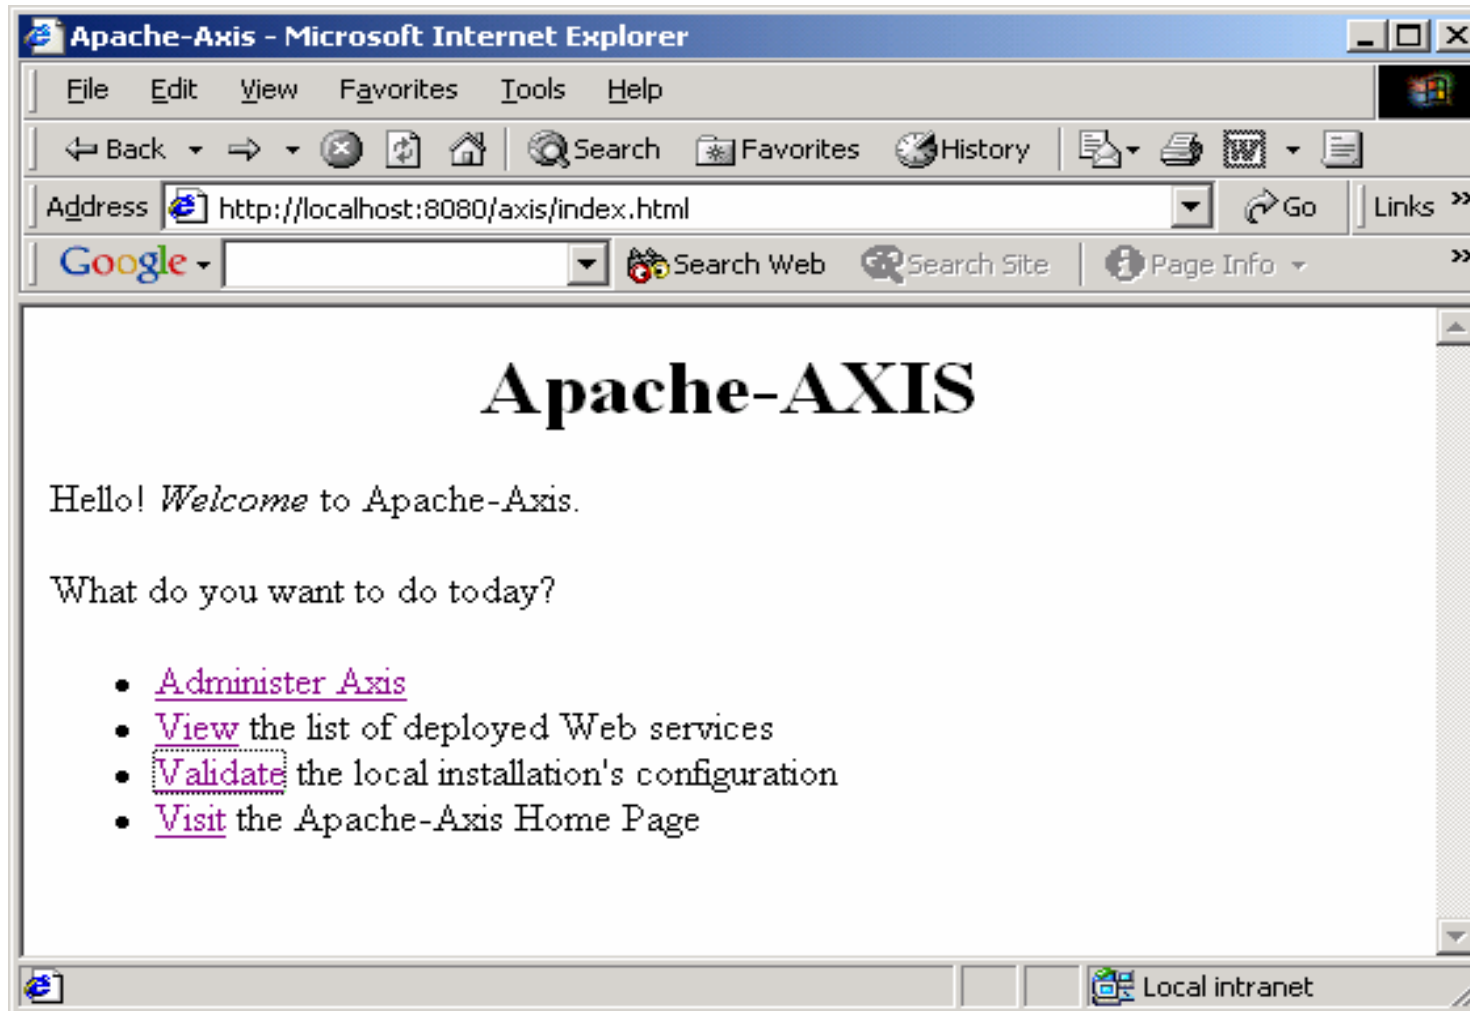 Apache-Axis - Microsoft Internet Explorer
File Edit View Favorites Tools Help
Back Search Favorites History
Address http://localhost:8080/axis/index.html Go Links »
Google Search Web Search Site Page Info »
Apache-AXIS
Hello! Welcome to Apache-Axis.
What do you want to do today?
• Administer Axis
• View the list of deployed Web services
• Validate the local installation's configuration
• Visit the Apache-Axis Home Page
Local intranet